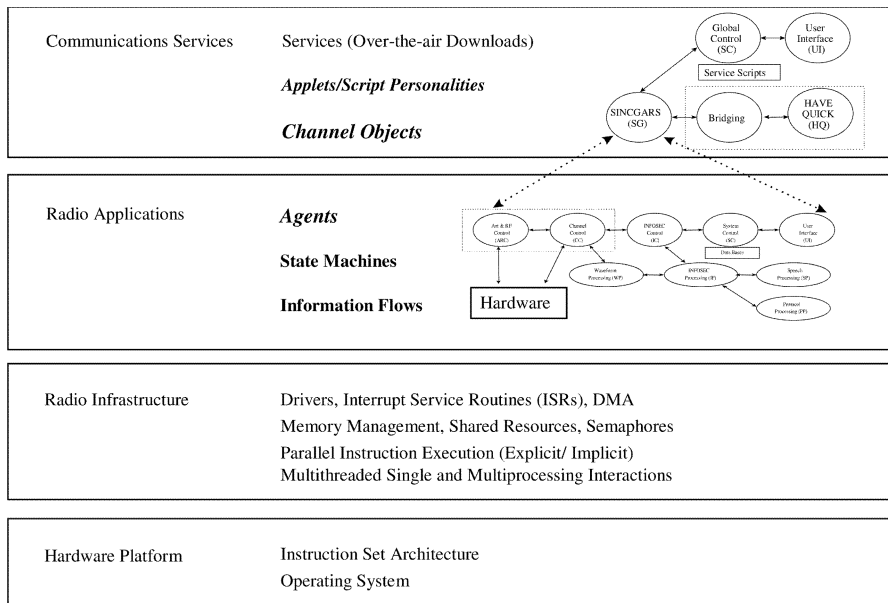 Communications Services
Services (Over-the-air Downloads)
Applets/Script Personalities
Channel Objects
Global
Control
(SC)
User
Interface
(UI)
Service Scripts
SINCGARS
(SG)
Bridging
HAVE
QUICK
(HQ)
Radio Applications
Agents
State Machines
Information Flows
Ant & RF
Control
(ARC)
Channel
Control
(CC)
INFOSEC
Control
(IC)
System
Control
(SC)
User
Interface
(UI)
Data Bases
Waveform
Processing (WP)
INFOSEC
Processing (IP)
Speech
Processing (SP)
Protocol
Processing (PP)
Hardware
Radio Infrastructure
Drivers, Interrupt Service Routines (ISRs), DMA
Memory Management, Shared Resources, Semaphores
Parallel Instruction Execution (Explicit/ Implicit)
Multithreaded Single and Multiprocessing Interactions
Hardware Platform
Instruction Set Architecture
Operating System